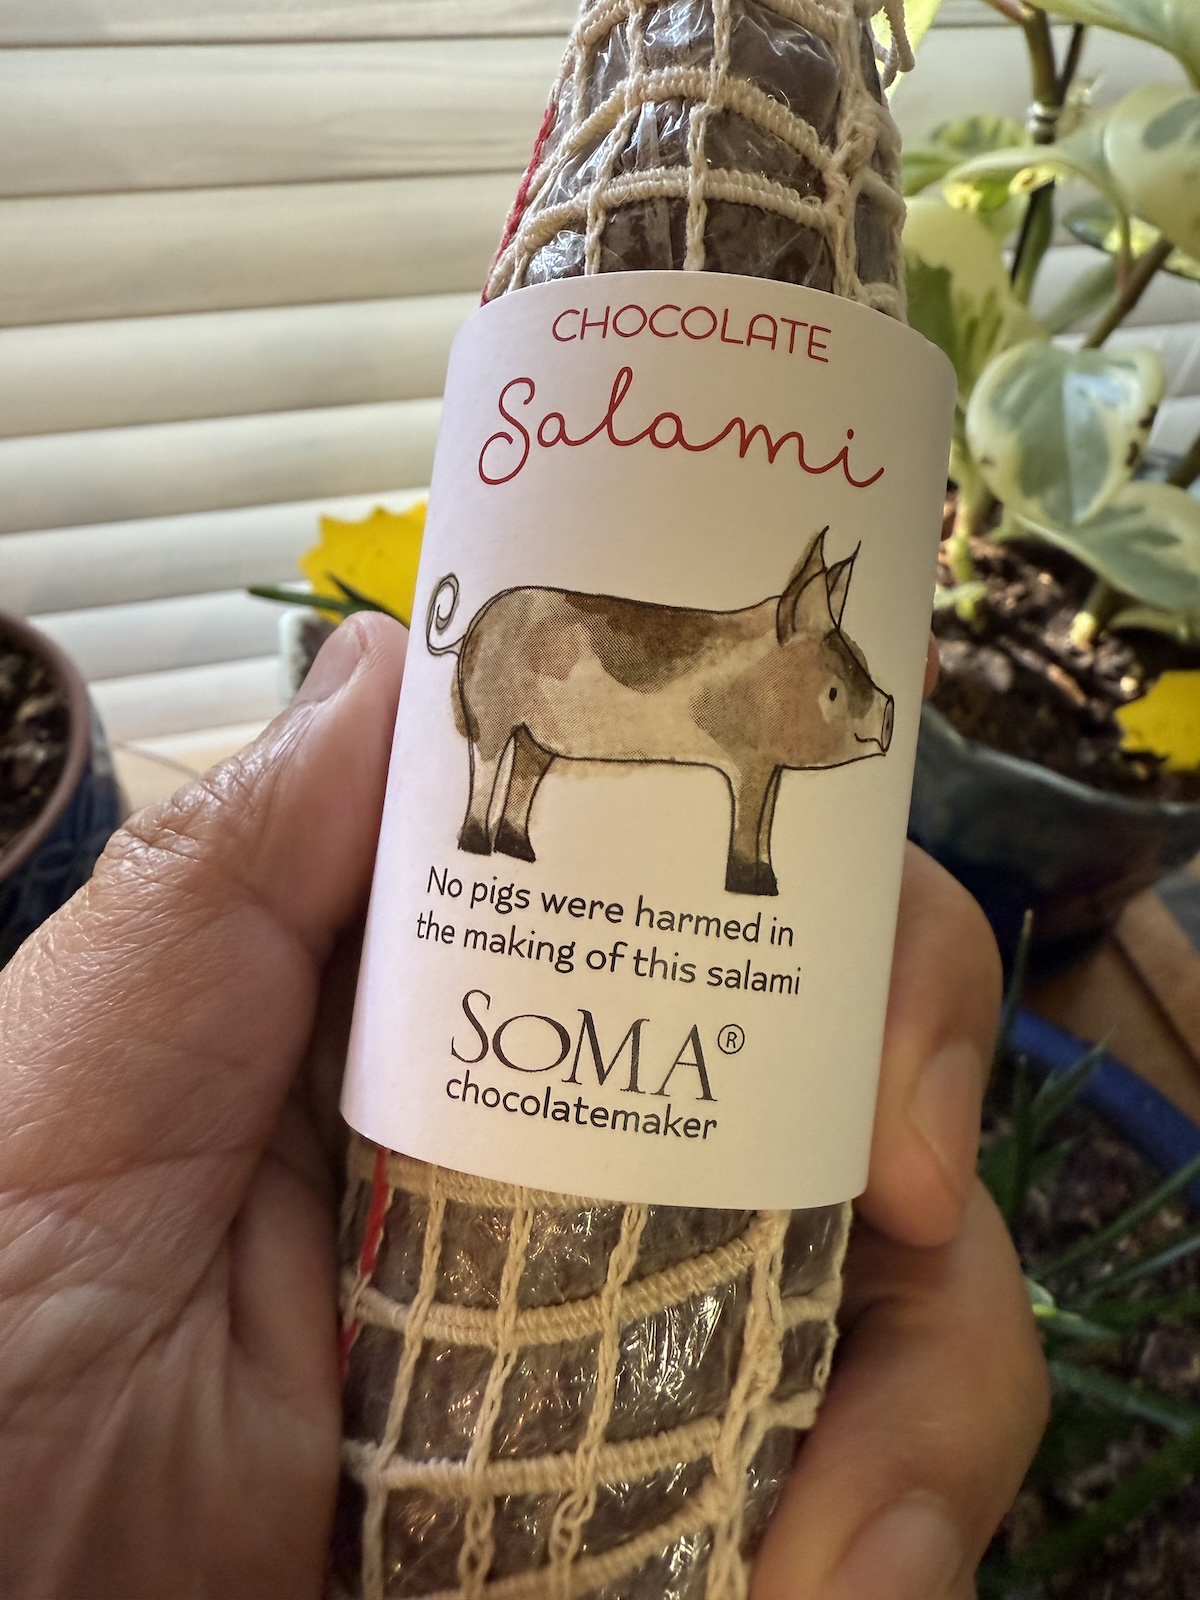 CHOCOLATE
Salami
No pigs were harmed in
the making of this salami
SOMA®
chocolatemaker